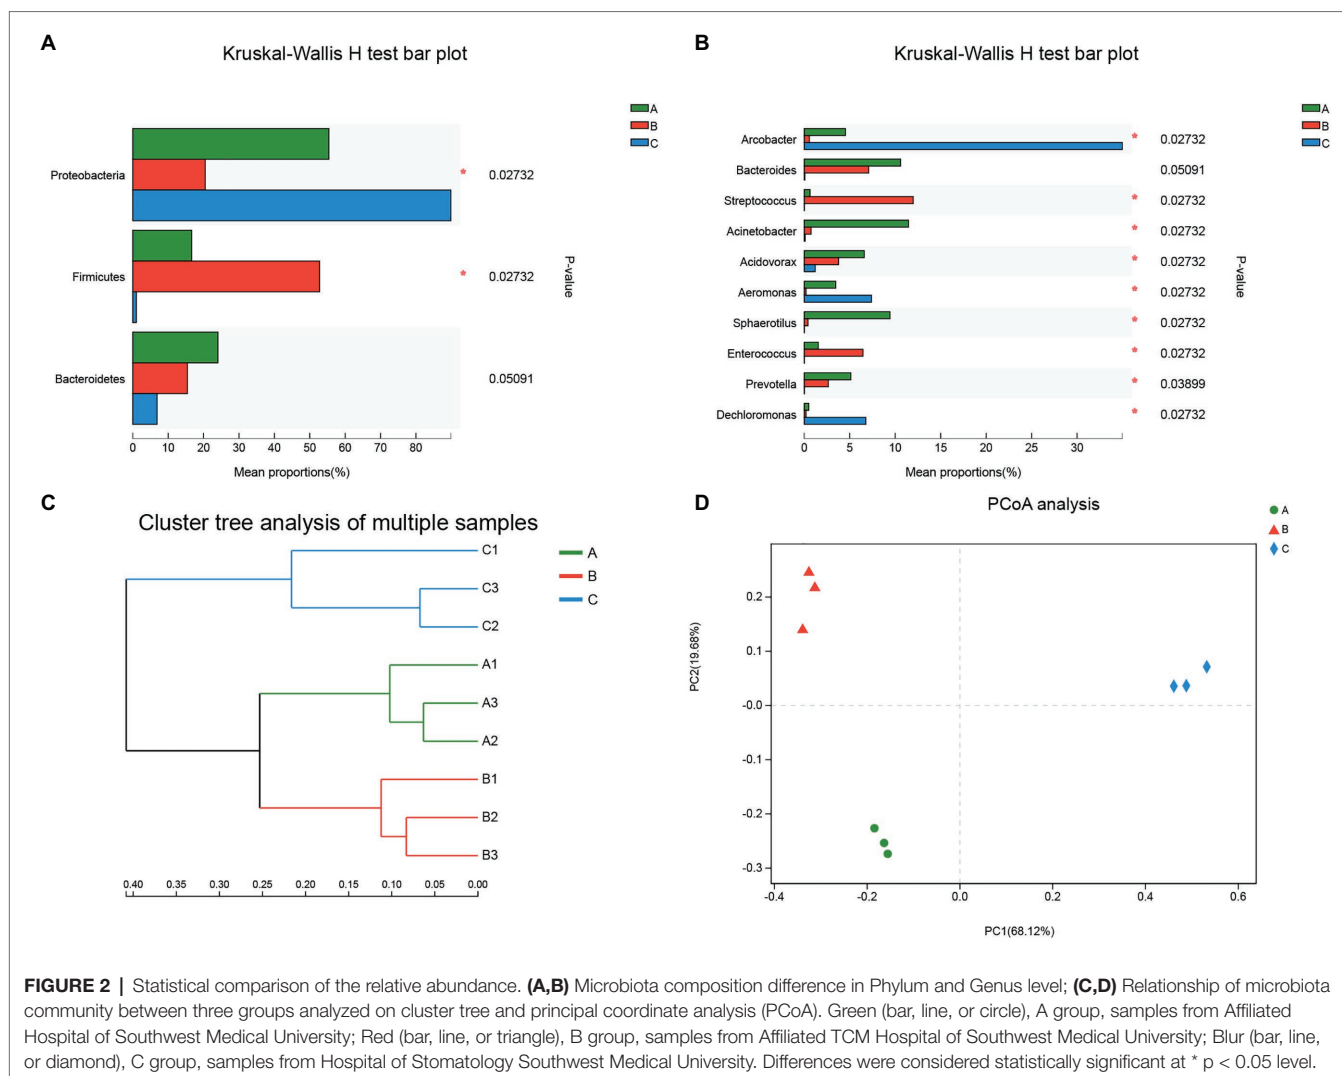 A
Kruskal-Wallis H test bar plot
A
B
C
Proteobacteria
* 0.02732
Firmicutes
* 0.02732
Bacteroidetes
0.05091
P-value
0 10 20 30 40 50 60 70 80
Mean proportions(%)
B
Kruskal-Wallis H test bar plot
A
B
C
Arcobacter * 0.02732
Bacteroides 0.05091
Streptococcus * 0.02732
Acinetobacter * 0.02732
Acidovorax * 0.02732
Aeromonas * 0.02732
Sphaerotilus * 0.02732
Enterococcus * 0.02732
Prevotella * 0.03899
Dechloromonas * 0.02732
P-value
0 5 10 15 20 25 30
Mean proportions(%)
C
Cluster tree analysis of multiple samples
A
B
C
C1
C3
C2
A1
A3
A2
B1
B2
B3
0.40 0.35 0.30 0.25 0.20 0.15 0.10 0.05 0.00
D
PCoA analysis
A
B
C
PC2(19.68%)
0.2
0.1
-0.0
-0.1
-0.2
-0.3
-0.4 -0.2 0.0 0.2 0.4 0.6
PC1(68.12%)
FIGURE 2 | Statistical comparison of the relative abundance. (A,B) Microbiota composition difference in Phylum and Genus level; (C,D) Relationship of microbiota
community between three groups analyzed on cluster tree and principal coordinate analysis (PCoA). Green (bar, line, or circle), A group, samples from Affiliated
Hospital of Southwest Medical University; Red (bar, line, or triangle), B group, samples from Affiliated TCM Hospital of Southwest Medical University; Blur (bar, line,
or diamond), C group, samples from Hospital of Stomatology Southwest Medical University. Differences were considered statistically significant at * p < 0.05 level.